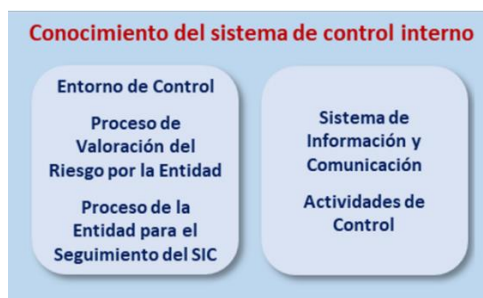 Conocimiento del sistema de control interno
Entorno de Control
Proceso de
Valoración del
Riesgo por la Entidad
Proceso de la
Entidad para el
Seguimiento del SIC
Sistema de
Información y
Comunicación
Actividades de
Control